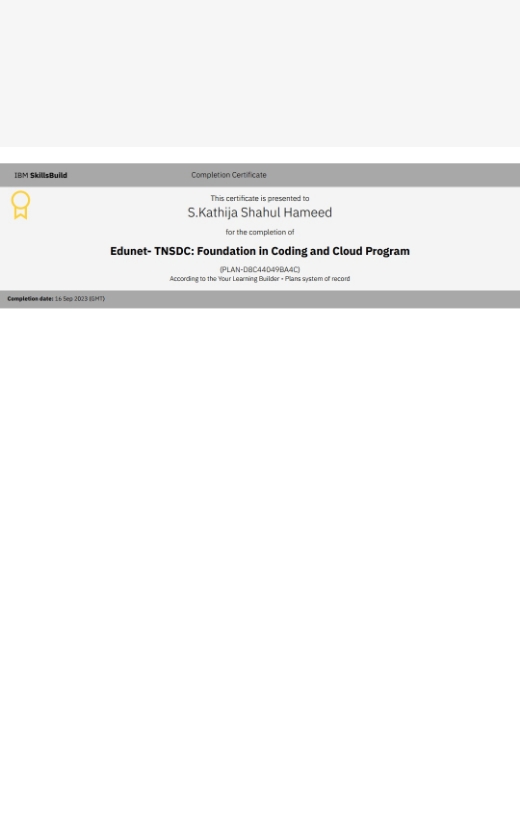 IBM SkillsBuild
Completion Certificate
This certificate is presented to
S.Kathija Shahul Hameed
for the completion of
Edunet- TNSDC: Foundation in Coding and Cloud Program
(PLAN-D8C44049BA4C)
According to the Your Learning Builder - Plans system of record
Completion date: 16 Sep 2023 (GMT)